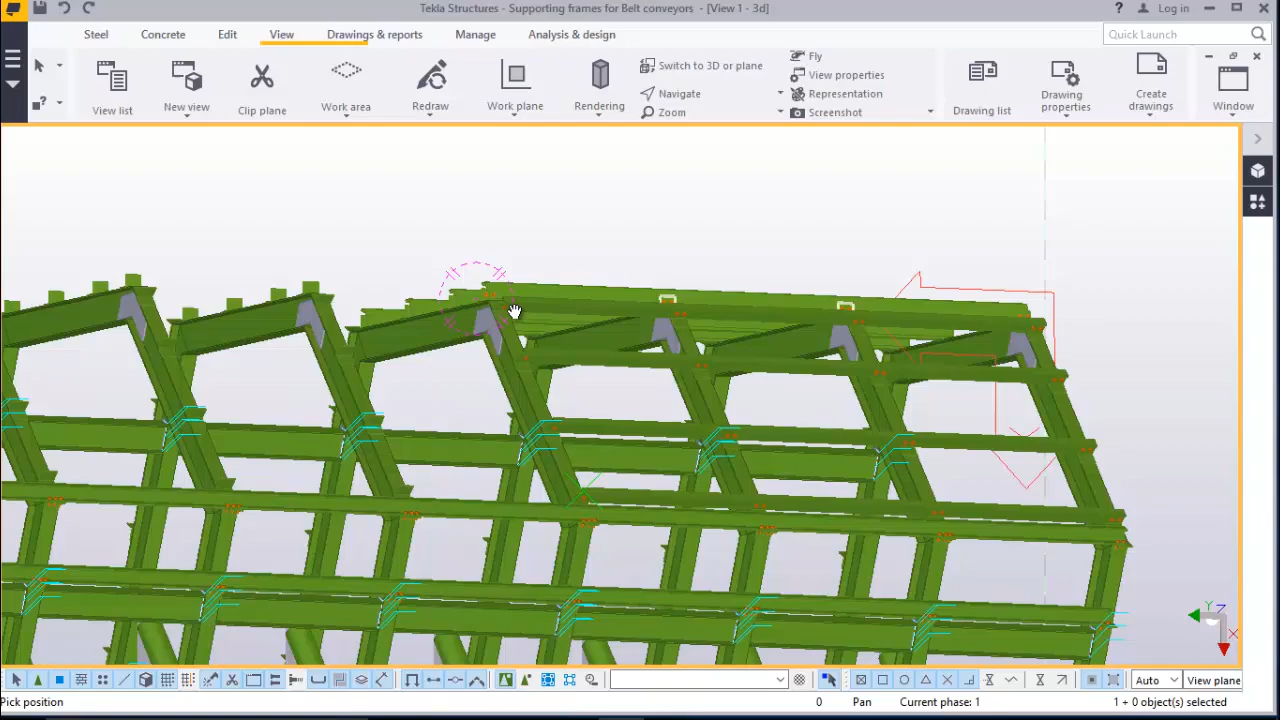 Tekla Structures - Supporting frames for Belt conveyors - [View 1 - 3d]
? Log in
Steel Concrete Edit View Drawings & reports Manage Analysis & design
Quick Launch
View list
New view
Clip plane
Work area
Redraw
Work plane
Rendering
Switch to 3D or plane
Navigate
Zoom
Fly
View properties
Representation
Screenshot
Drawing list
Drawing
properties
Create
drawings
Window
Y Z
X
Auto View plane
Pick position 0 Pan Current phase: 1 1 + 0 object(s) selected